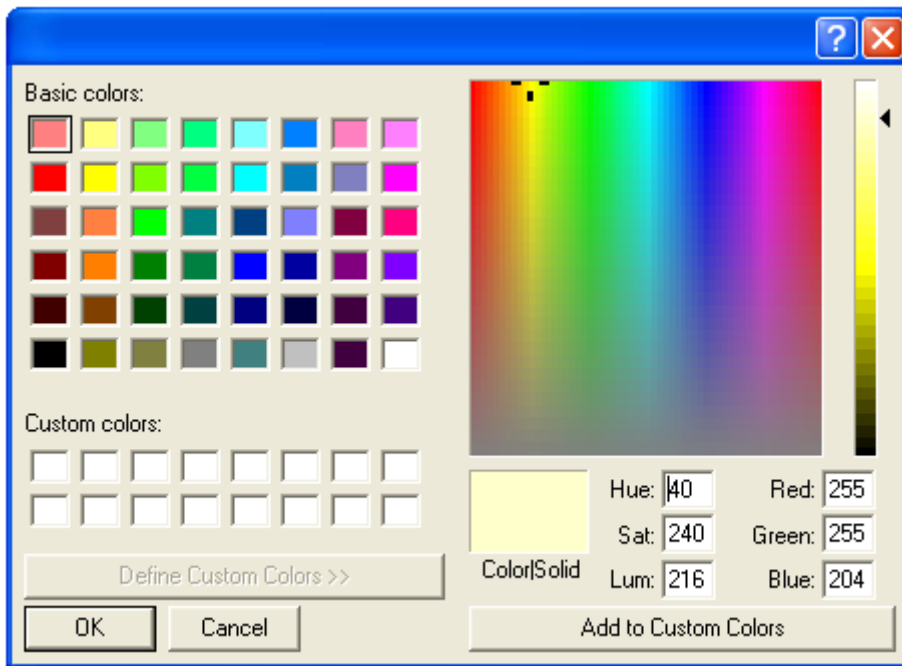 Basic colors:
Custom colors:
Define Custom Colors >>
OK Cancel
Color|Solid
Hue: 40 Red: 255
Sat: 240 Green: 255
Lum: 216 Blue: 204
Add to Custom Colors